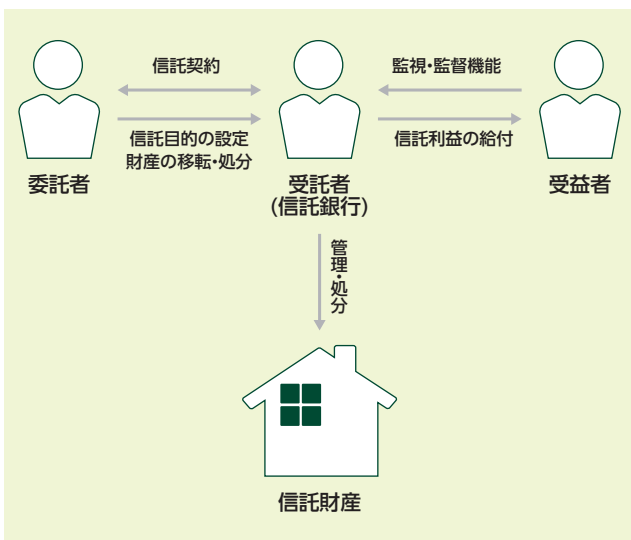 信託契約
監視・監督機能
信託目的の設定
財産の移転・処分
信託利益の給付
委託者
受託者
(信託銀行)
受益者
管理・処分
信託財産